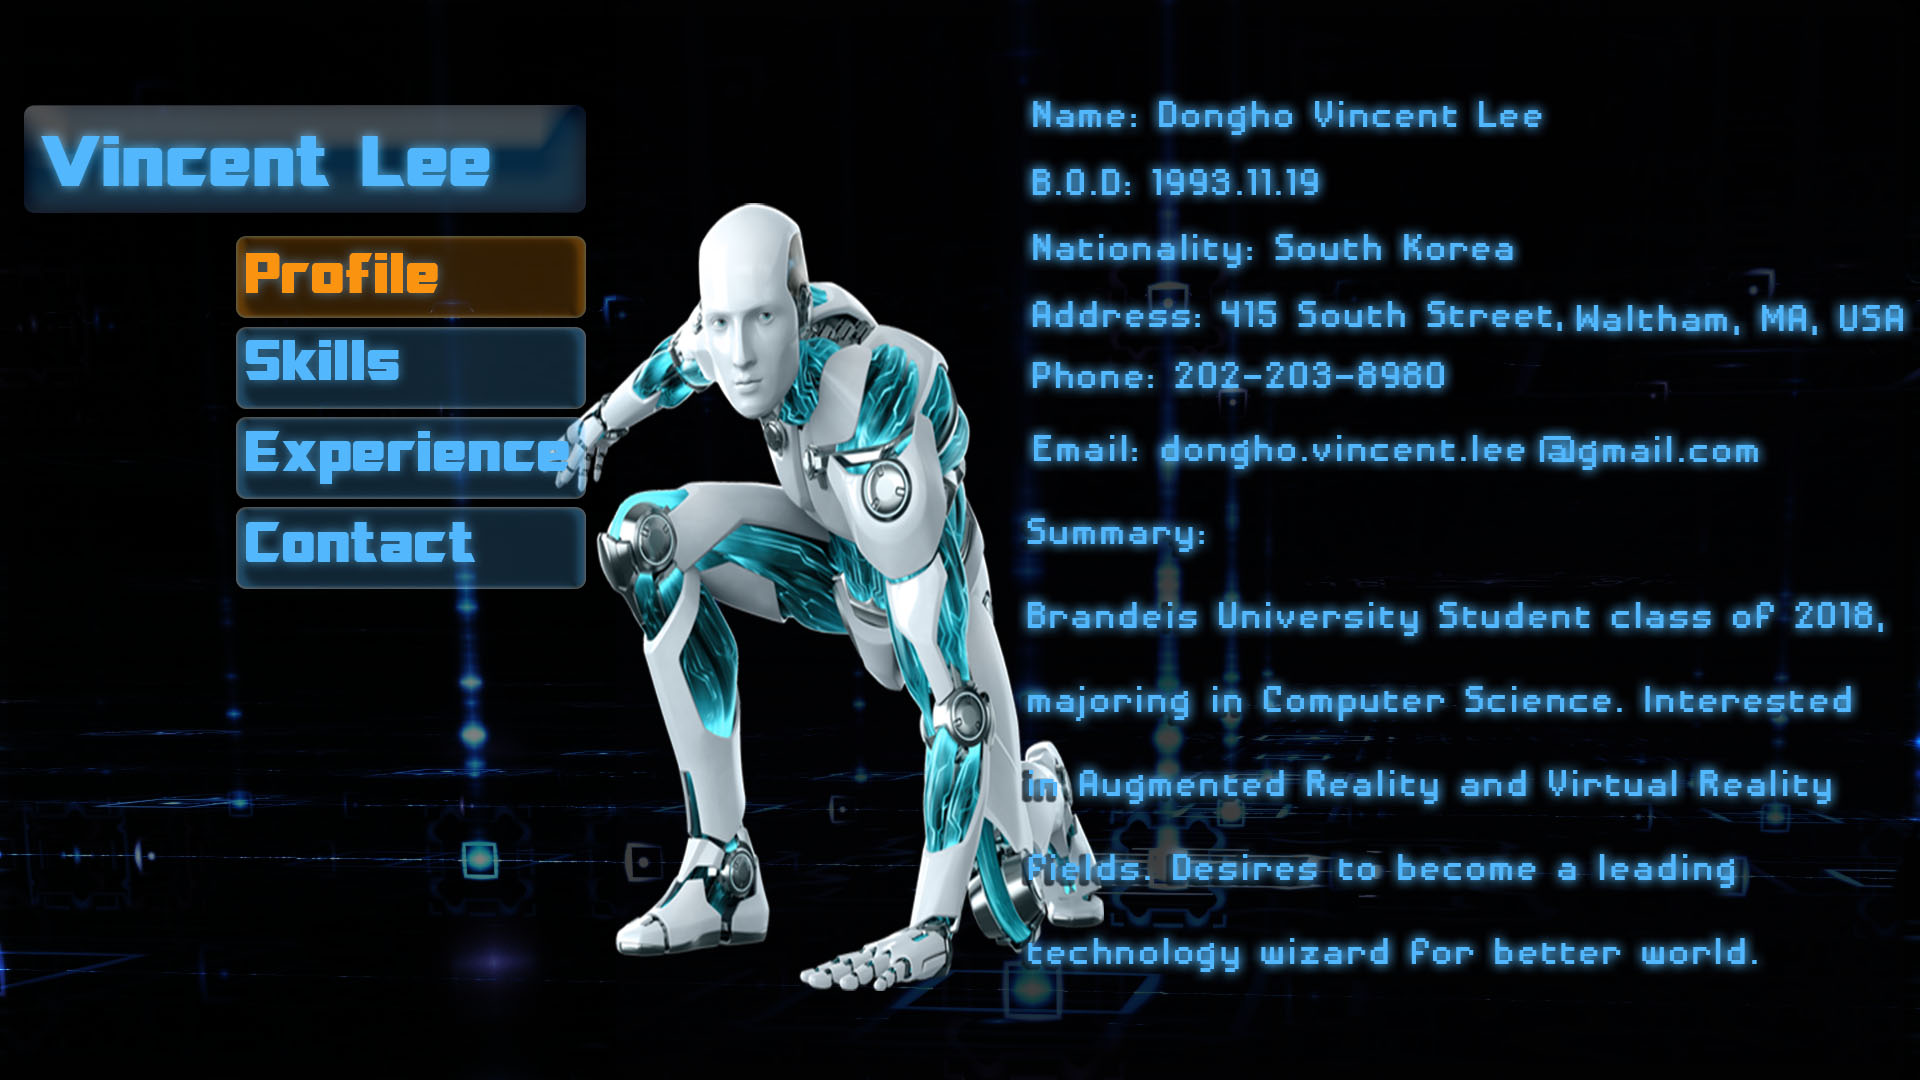 Vincent Lee
Profile
Skills
Experience
Contact
Name: Dongho Vincent Lee
B.O.D: 1993.11.19
Nationality: South Korea
Address: 415 South Street, Waltham, MA, USA
Phone: 202-203-8980
Email: dongho.vincent.lee @gmail.com
Summary:
Brandeis University Student class of 2018,
majoring in Computer Science. Interested
in Augmented Reality and Virtual Reality
fields. Desires to become a leading
technology wizard for better world.